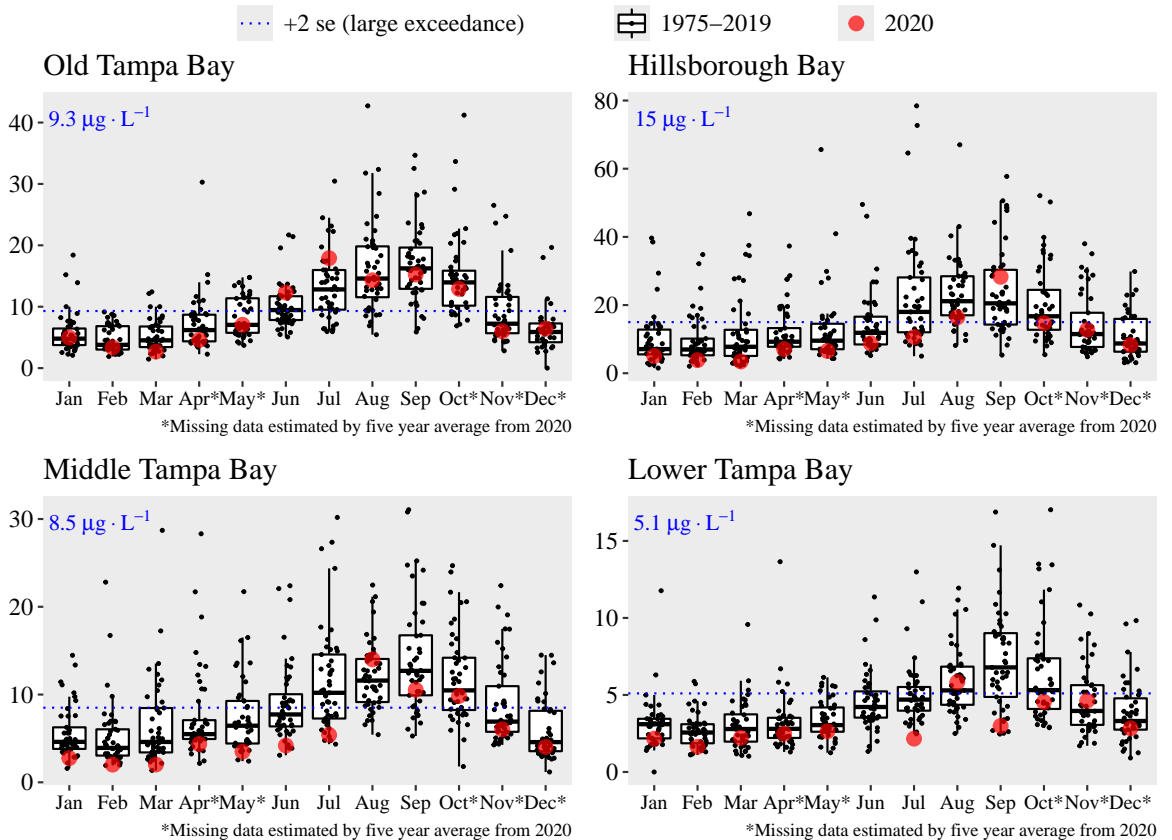 +2 se (large exceedance) 1975–2019 2020
Old Tampa Bay
9.3 μg · L⁻¹
40
30
20
10
0
Jan Feb Mar Apr* May* Jun Jul Aug Sep Oct* Nov* Dec*
*Missing data estimated by five year average from 2020
Hillsborough Bay
15 μg · L⁻¹
80
60
40
20
0
Jan Feb Mar Apr* May* Jun Jul Aug Sep Oct* Nov* Dec*
*Missing data estimated by five year average from 2020
Middle Tampa Bay
8.5 μg · L⁻¹
30
20
10
0
Jan Feb Mar Apr* May* Jun Jul Aug Sep Oct* Nov* Dec*
*Missing data estimated by five year average from 2020
Lower Tampa Bay
5.1 μg · L⁻¹
15
10
5
0
Jan Feb Mar Apr* May* Jun Jul Aug Sep Oct* Nov* Dec*
*Missing data estimated by five year average from 2020